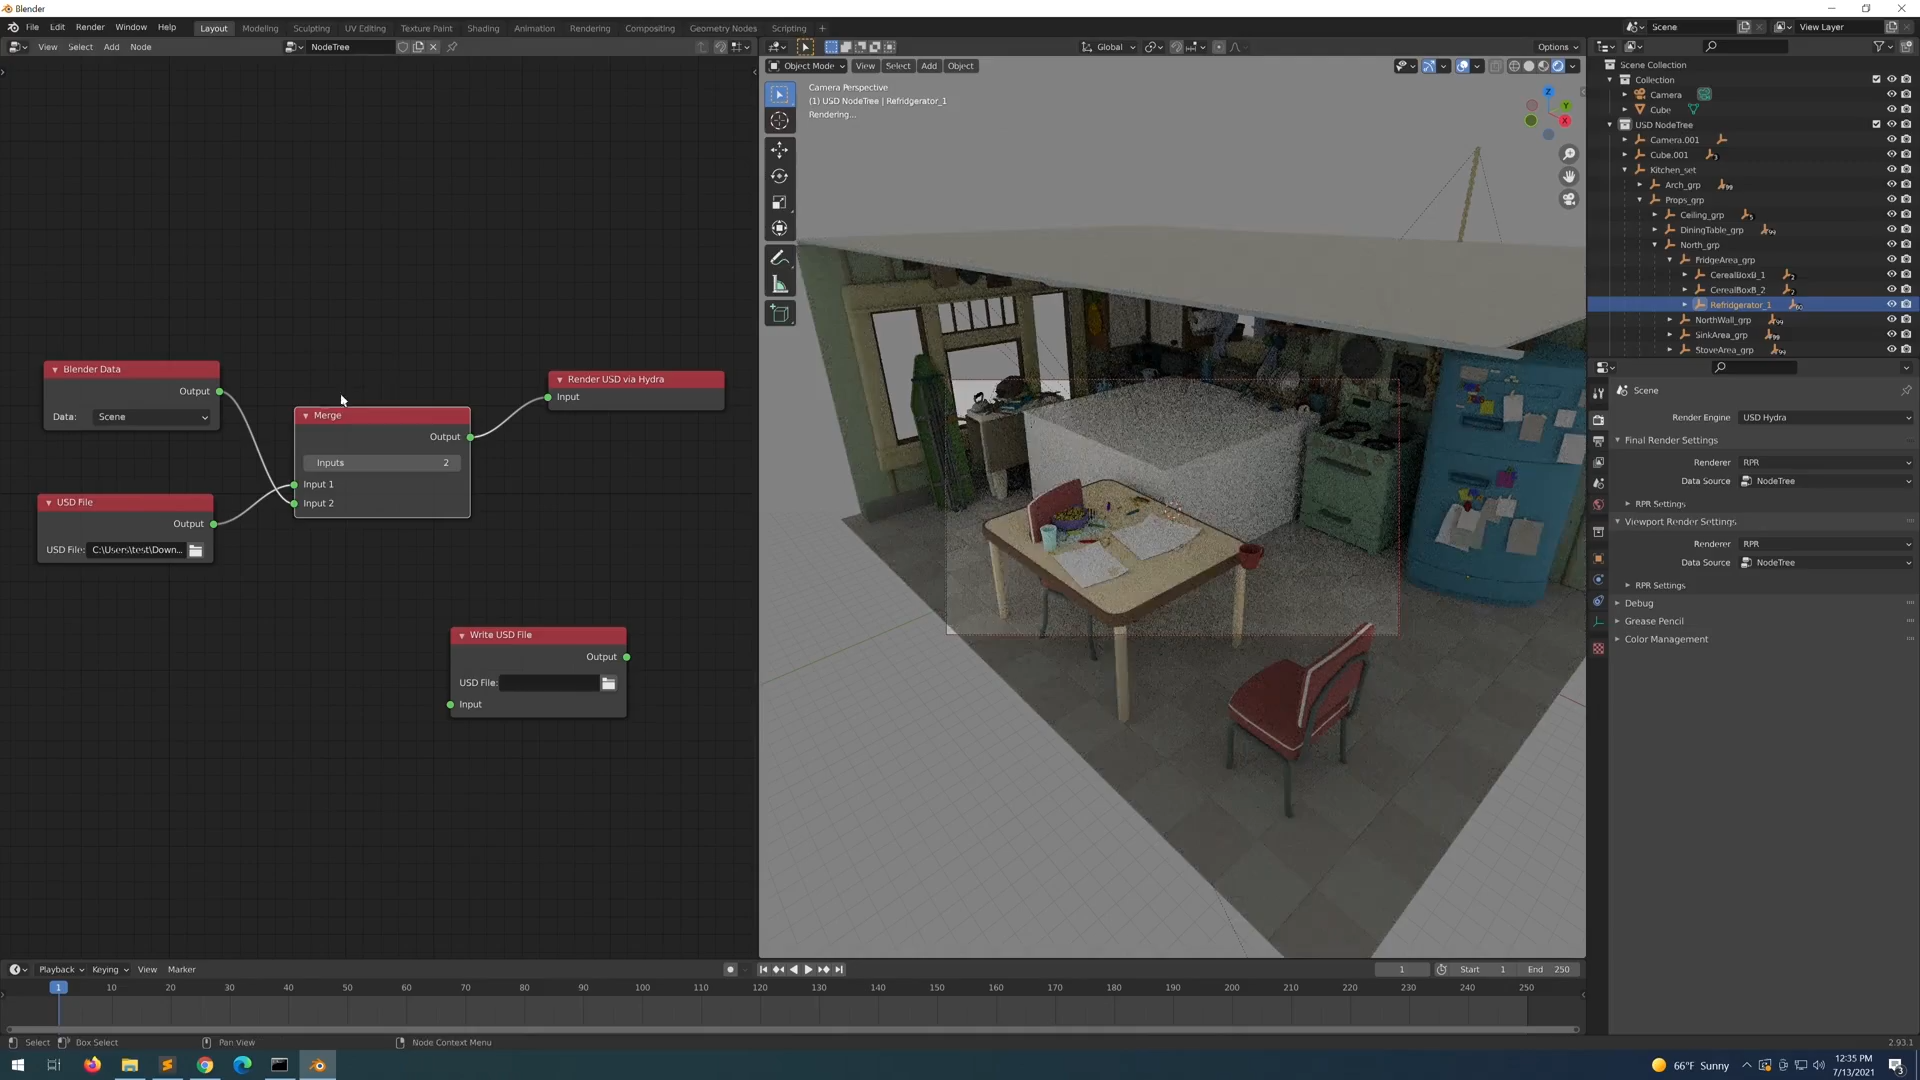 Blender
File Edit Render Window Help
Layout Modeling Sculpting UV Editing Texture Paint Shading Animation Rendering Compositing Geometry Nodes Scripting +
Scene View Layer
View Select Add Node NodeTree
Global Options
Object Mode View Select Add Object
Camera Perspective
(1) USD NodeTree | Refridgerator_1
Rendering...
Z
Y
X
Scene Collection
Collection
Camera
Cube
USD NodeTree
Camera.001
Cube.001
Kitchen_set
Arch_grp
Props_grp
Ceiling_grp
DiningTable_grp
North_grp
FridgeArea_grp
CerealBoxB_2
Refridgerator_1
NorthWall_grp
SinkArea_grp
StoveArea_grp
Blender Data
Output
Data: Scene
USD File
Output
USD File: C:\Users\test\Down...
Merge
Output
Inputs 2
Input 1
Input 2
Render USD via Hydra
Input
Write USD File
Output
USD File:
Input
Scene
Render Engine USD Hydra
Final Render Settings
Renderer RPR
Data Source NodeTree
RPR Settings
Viewport Render Settings
Renderer RPR
Data Source NodeTree
RPR Settings
Debug
Grease Pencil
Color Management
Playback Keying View Marker
1 Start 1 End 250
1 10 20 30 40 50 60 70 80 90 100 110 120 130 140 150 160 170 180 190 200 210 220 230 240 250
Select Box Select Pan View Node Context Menu 2.93.1
66°F Sunny
12:35 PM
7/13/2021
3